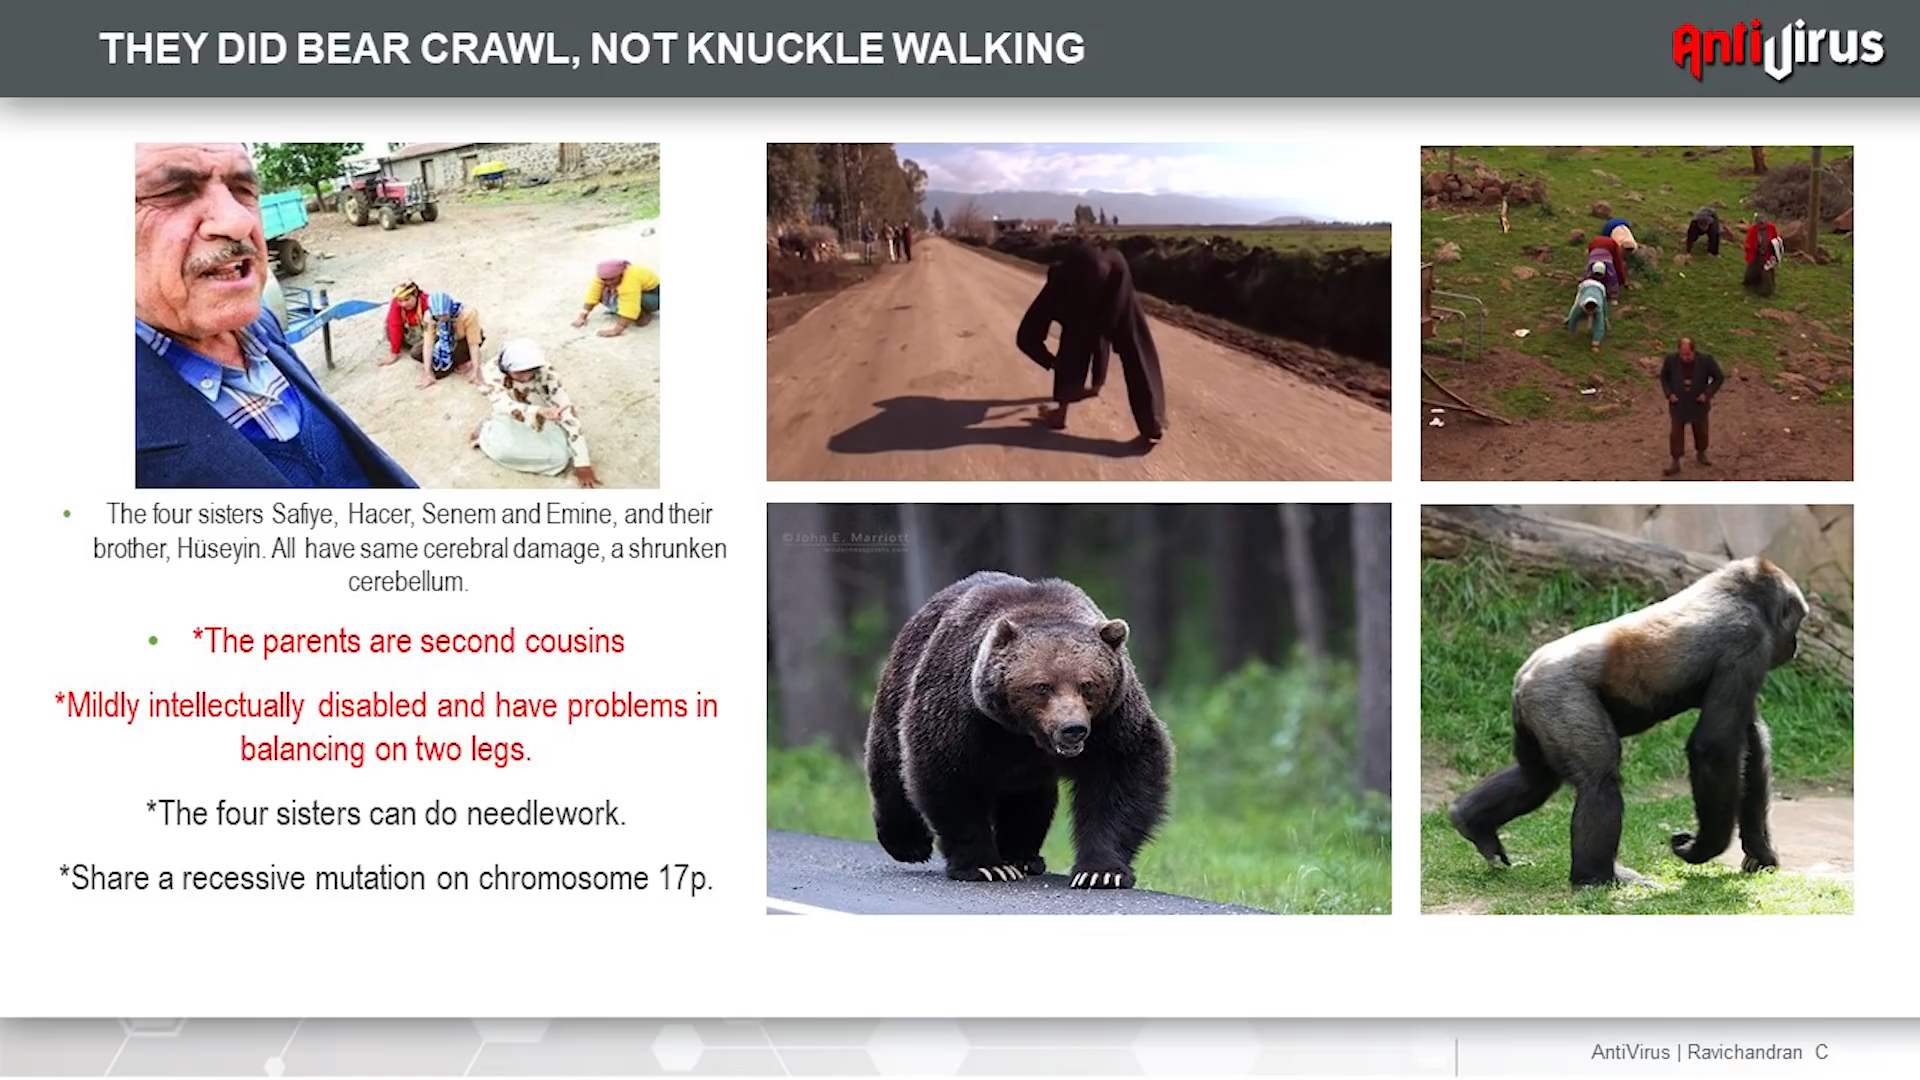 THEY DID BEAR CRAWL, NOT KNUCKLE WALKING
AntiVirus
• The four sisters Safiye, Hacer, Senem and Emine, and their
brother, Hüseyin. All have same cerebral damage, a shrunken
cerebellum.
• *The parents are second cousins
*Mildly intellectually disabled and have problems in
balancing on two legs.
*The four sisters can do needlework.
*Share a recessive mutation on chromosome 17p.
©John E. Marriott
AntiVirus | Ravichandran C